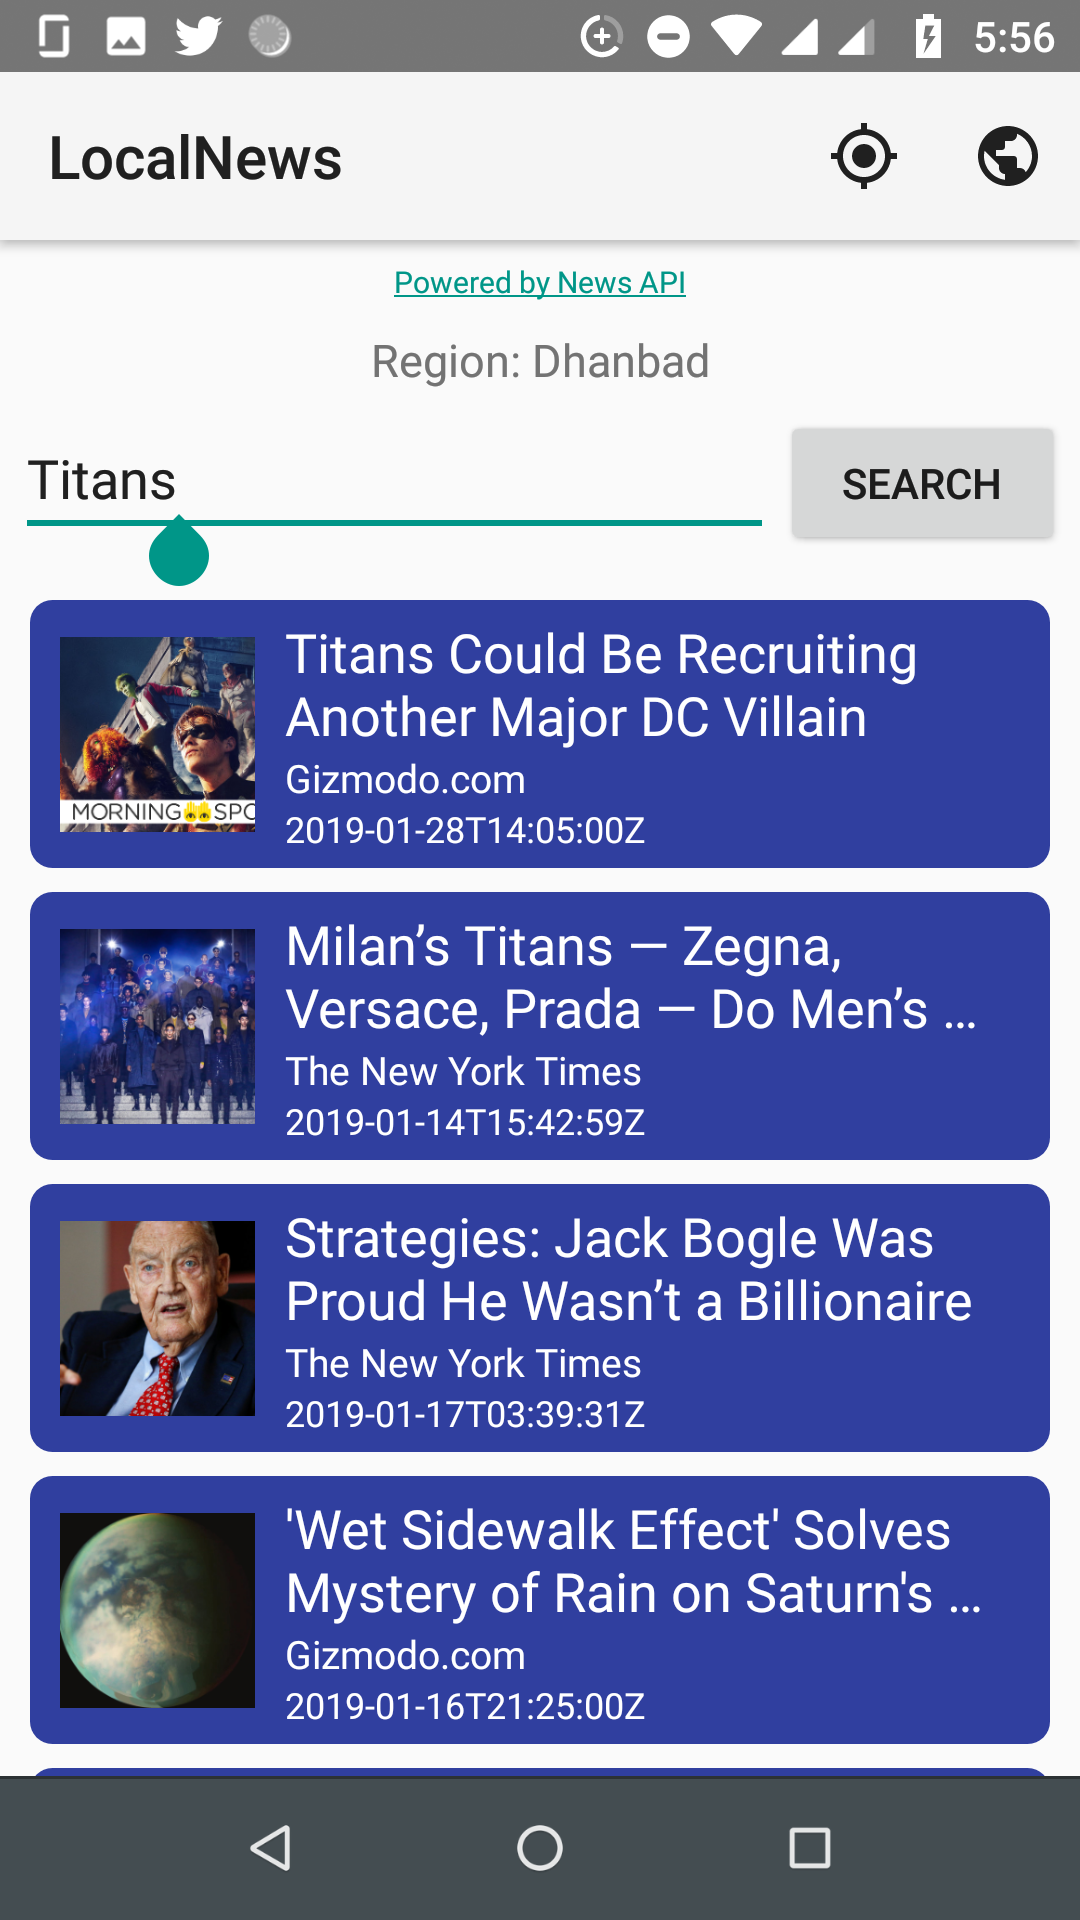 5:56
LocalNews
Powered by News API
Region: Dhanbad
Titans
SEARCH
Titans Could Be Recruiting
Another Major DC Villain
Gizmodo.com
2019-01-28T14:05:00Z
MORNING SPO
Milan’s Titans — Zegna,
Versace, Prada — Do Men’s ...
The New York Times
2019-01-14T15:42:59Z
Strategies: Jack Bogle Was
Proud He Wasn’t a Billionaire
The New York Times
2019-01-17T03:39:31Z
'Wet Sidewalk Effect' Solves
Mystery of Rain on Saturn's ...
Gizmodo.com
2019-01-16T21:25:00Z